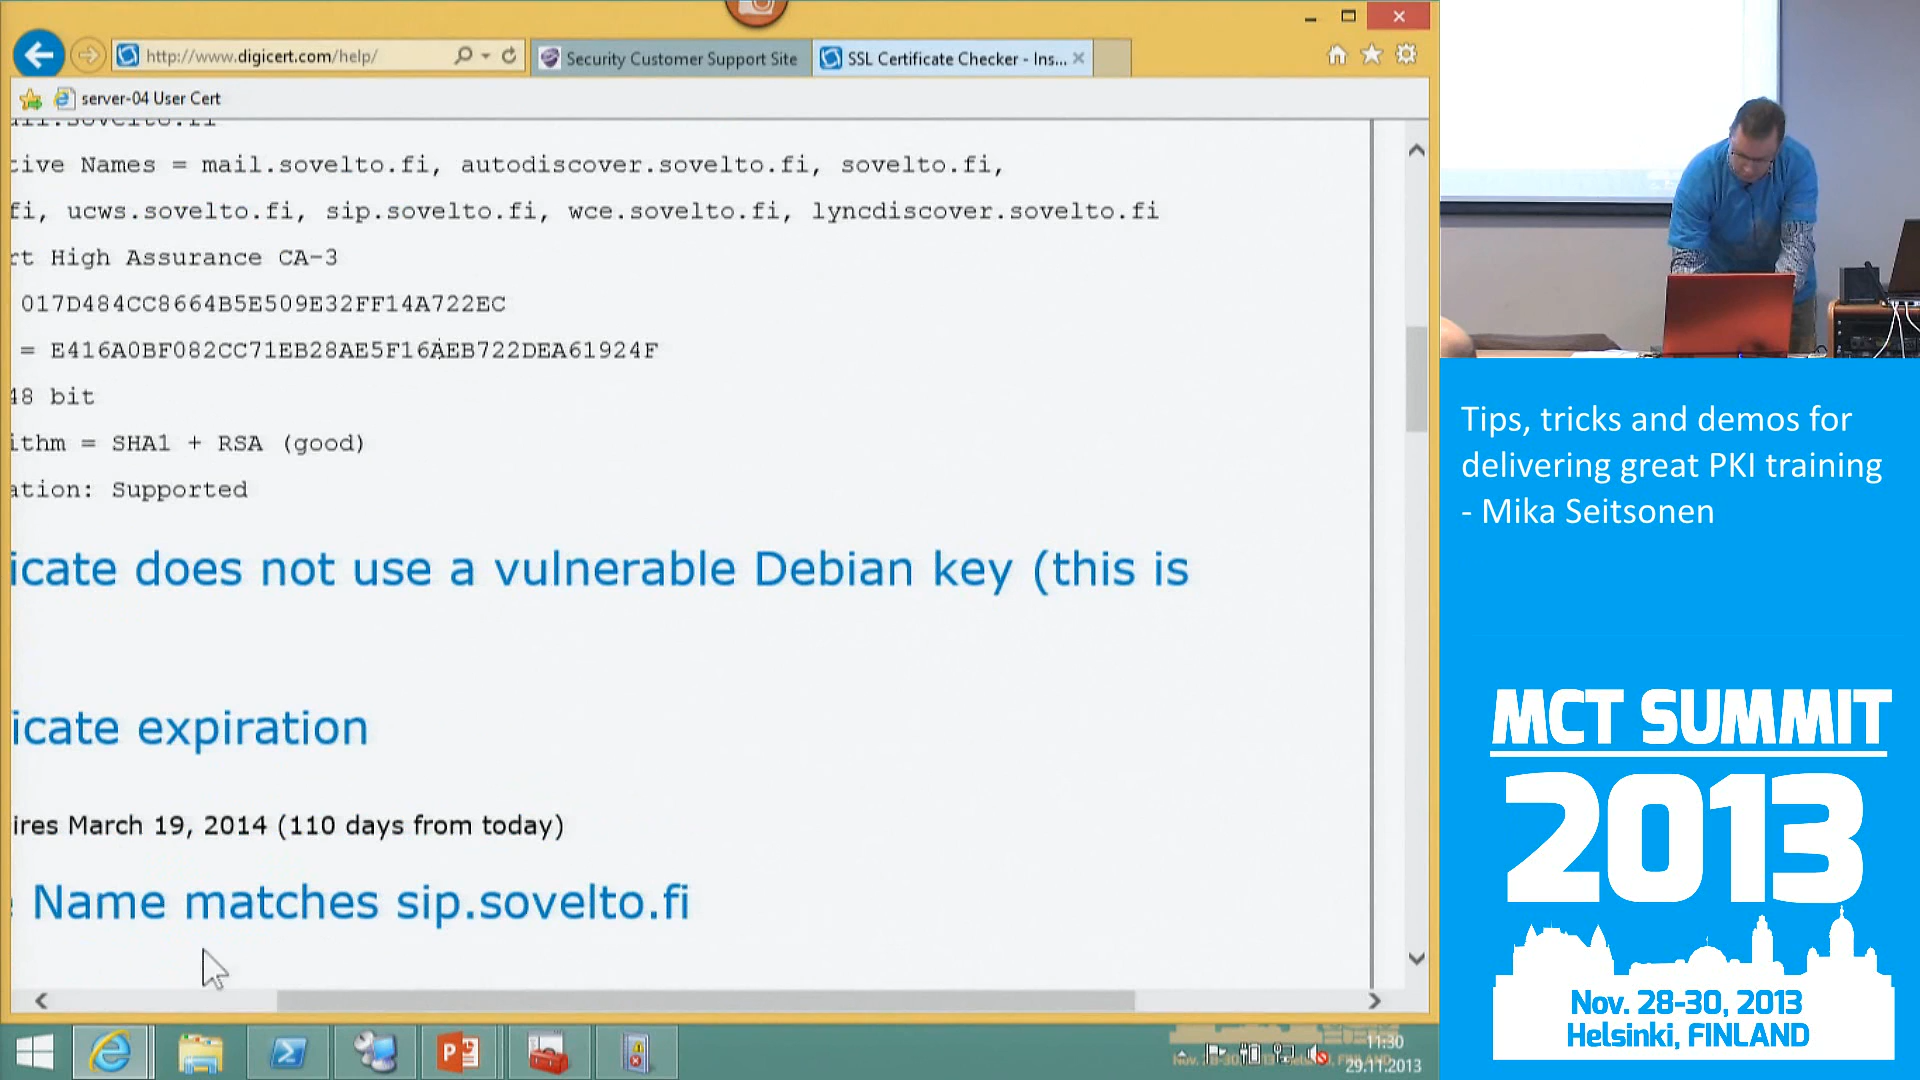 http://www.digicert.com/help/
Security Customer Support Site
SSL Certificate Checker - Ins...
server-04 User Cert
tive Names = mail.sovelto.fi, autodiscover.sovelto.fi, sovelto.fi,
fi, ucws.sovelto.fi, sip.sovelto.fi, wce.sovelto.fi, lyncdiscover.sovelto.fi
rt High Assurance CA-3
017D484CC8664B5E509E32FF14A722EC
= E416A0BF082CC71EB28AE5F16AEB722DEA61924F
48 bit
ithm = SHA1 + RSA (good)
ation: Supported
icate does not use a vulnerable Debian key (this is
icate expiration
ires March 19, 2014 (110 days from today)
Name matches sip.sovelto.fi
11:30
29.11.2013
Tips, tricks and demos for
delivering great PKI training
- Mika Seitsonen
MCT SUMMIT
2013
Nov. 28-30, 2013
Helsinki, FINLAND